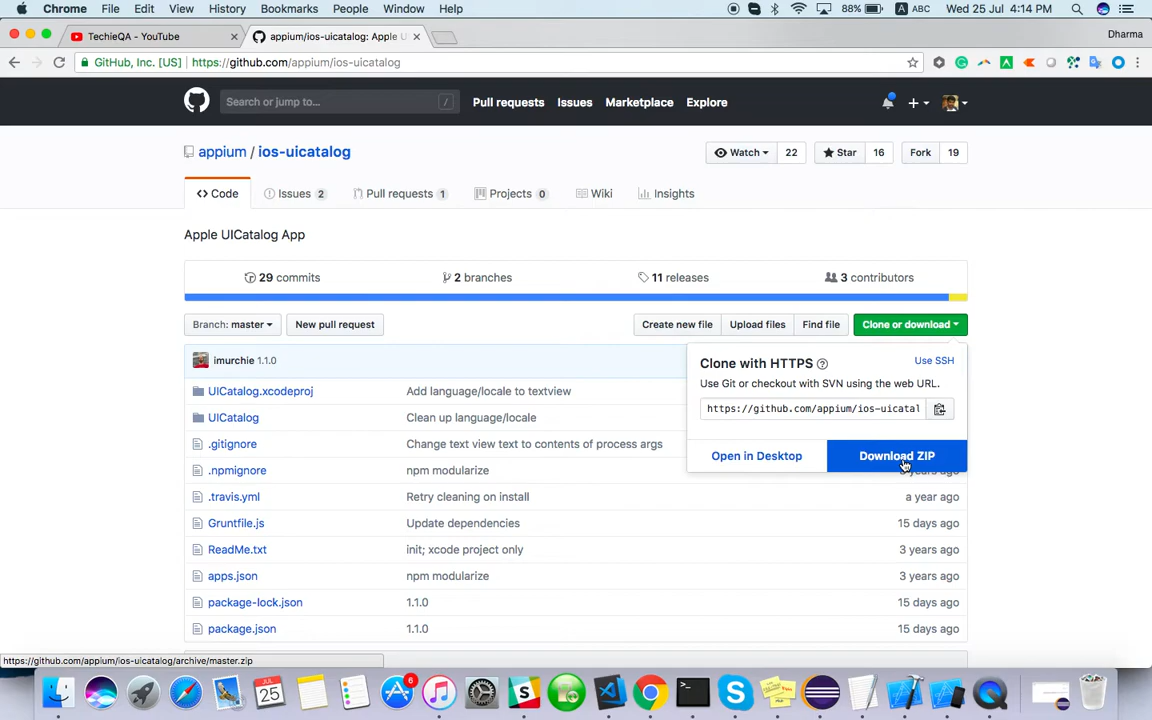 Chrome File Edit View History Bookmarks People Window Help 88% A ABC Wed 25 Jul 4:14 PM
TechieQA - YouTube
appium/ios-uicatalog: Apple U
Dharma
GitHub, Inc. [US] https://github.com/appium/ios-uicatalog
Search or jump to... / Pull requests Issues Marketplace Explore
appium / ios-uicatalog Watch 22 Star 16 Fork 19
Code Issues 2 Pull requests 1 Projects 0 Wiki Insights
Apple UICatalog App
29 commits 2 branches 11 releases 3 contributors
Branch: master New pull request Create new file Upload files Find file Clone or download
imurchie 1.1.0
Clone with HTTPS Use SSH
Use Git or checkout with SVN using the web URL.
https://github.com/appium/ios-uicatal
Open in Desktop Download ZIP
UICatalog.xcodeproj Add language/locale to textview
UICatalog Clean up language/locale
.gitignore Change text view text to contents of process args
.npmignore npm modularize years ago
.travis.yml Retry cleaning on install a year ago
Gruntfile.js Update dependencies 15 days ago
ReadMe.txt init; xcode project only 3 years ago
apps.json npm modularize 3 years ago
package-lock.json 1.1.0 15 days ago
package.json 1.1.0 15 days ago
https://github.com/appium/ios-uicatalog/archive/master.zip
JUL
25
6